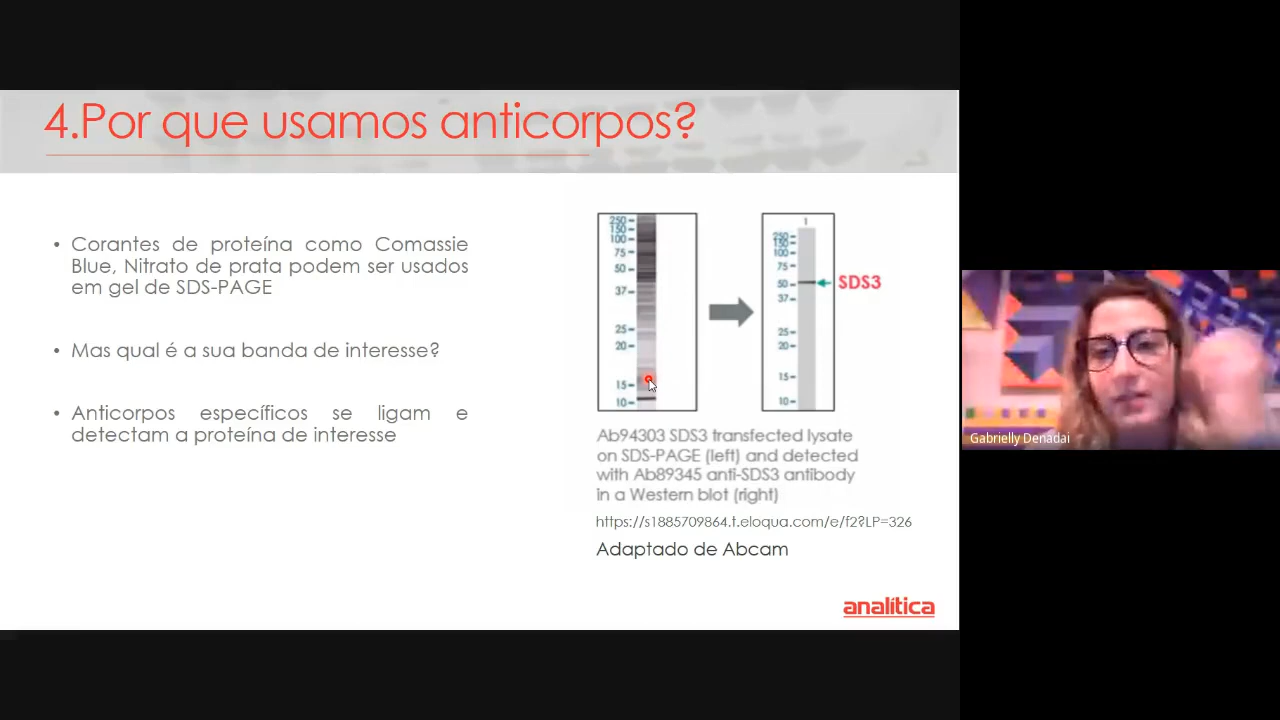 4.Por que usamos anticorpos?
• Corantes de proteína como Comassie
Blue, Nitrato de prata podem ser usados
em gel de SDS-PAGE
• Mas qual é a sua banda de interesse?
• Anticorpos específicos se ligam e
detectam a proteína de interesse
250
150
100
75
50
37
25
20
15
10
1
250
150
100
75
50
37
25
20
15
10
SDS3
Ab94303 SDS3 transfected lysate
on SDS-PAGE (left) and detected
with Ab89345 anti-SDS3 antibody
in a Western blot (right)
https://s1885709864.t.eloqua.com/e/f2?LP=326
Adaptado de Abcam
analítica
Gabrielly Denadai